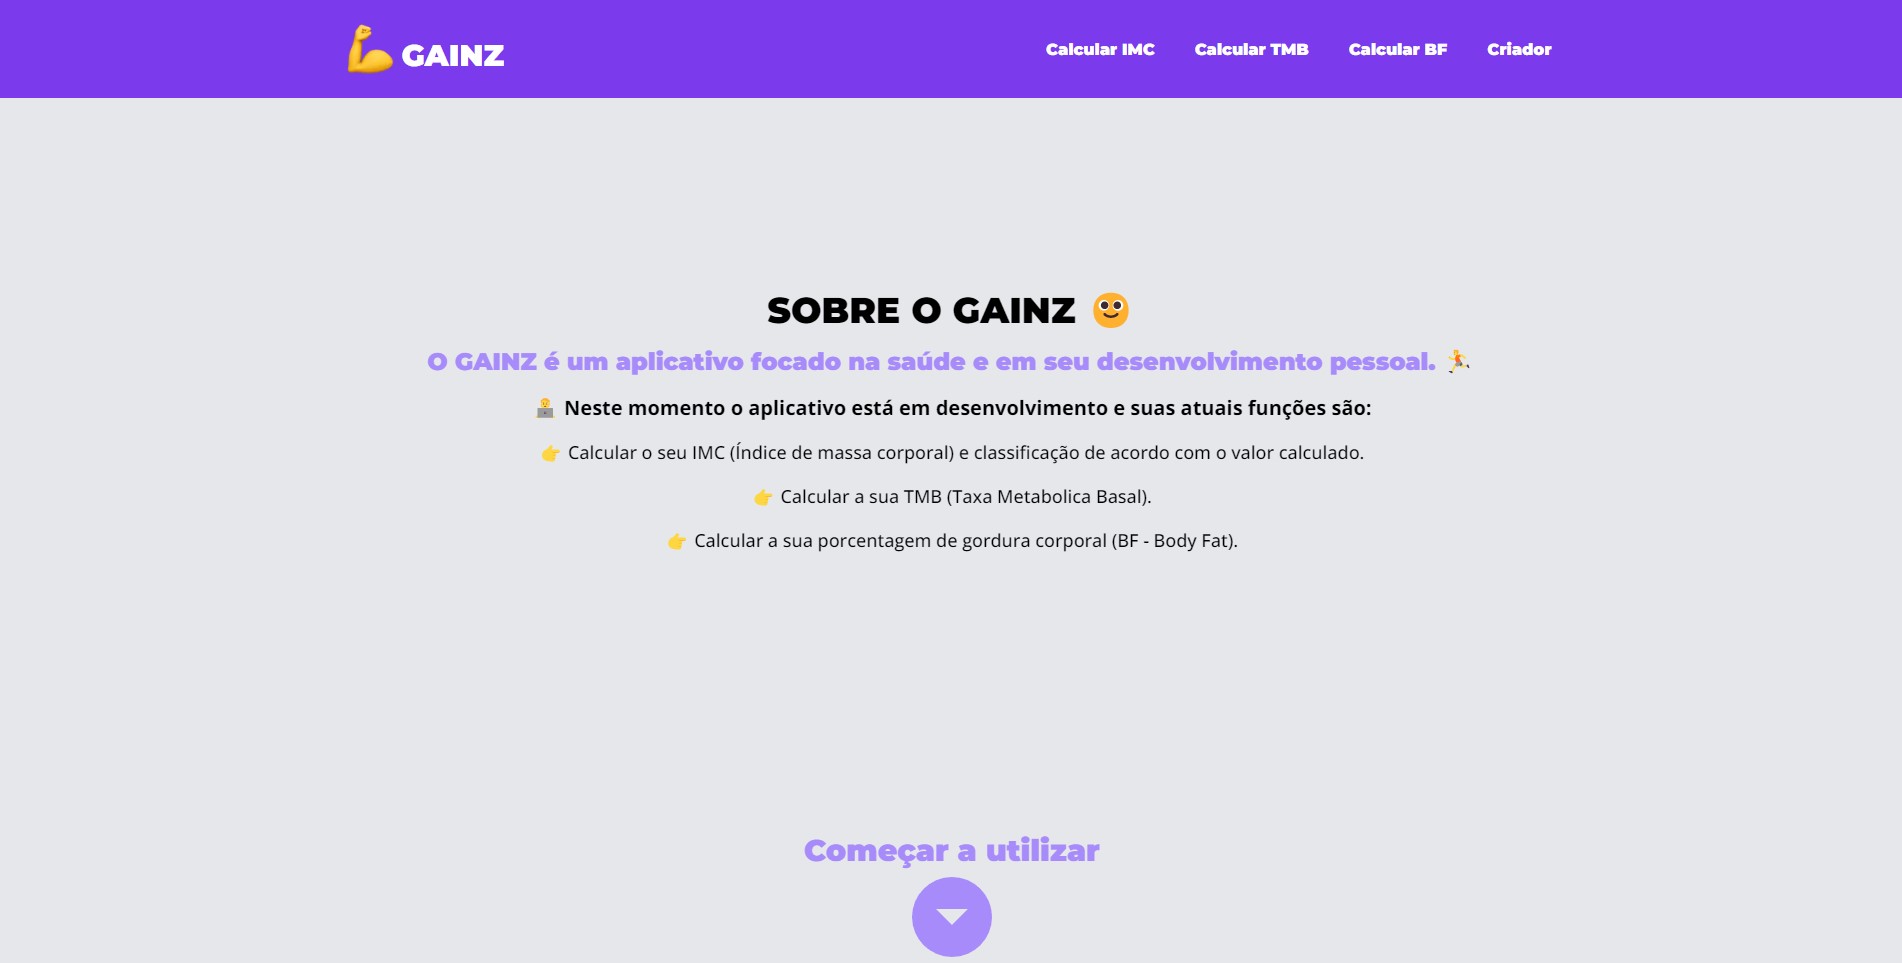 GAINZ
Calcular IMC Calcular TMB Calcular BF Criador
SOBRE O GAINZ
O GAINZ é um aplicativo focado na saúde e em seu desenvolvimento pessoal.
Neste momento o aplicativo está em desenvolvimento e suas atuais funções são:
Calcular o seu IMC (Índice de massa corporal) e classificação de acordo com o valor calculado.
Calcular a sua TMB (Taxa Metabolica Basal).
Calcular a sua porcentagem de gordura corporal (BF - Body Fat).
Começar a utilizar